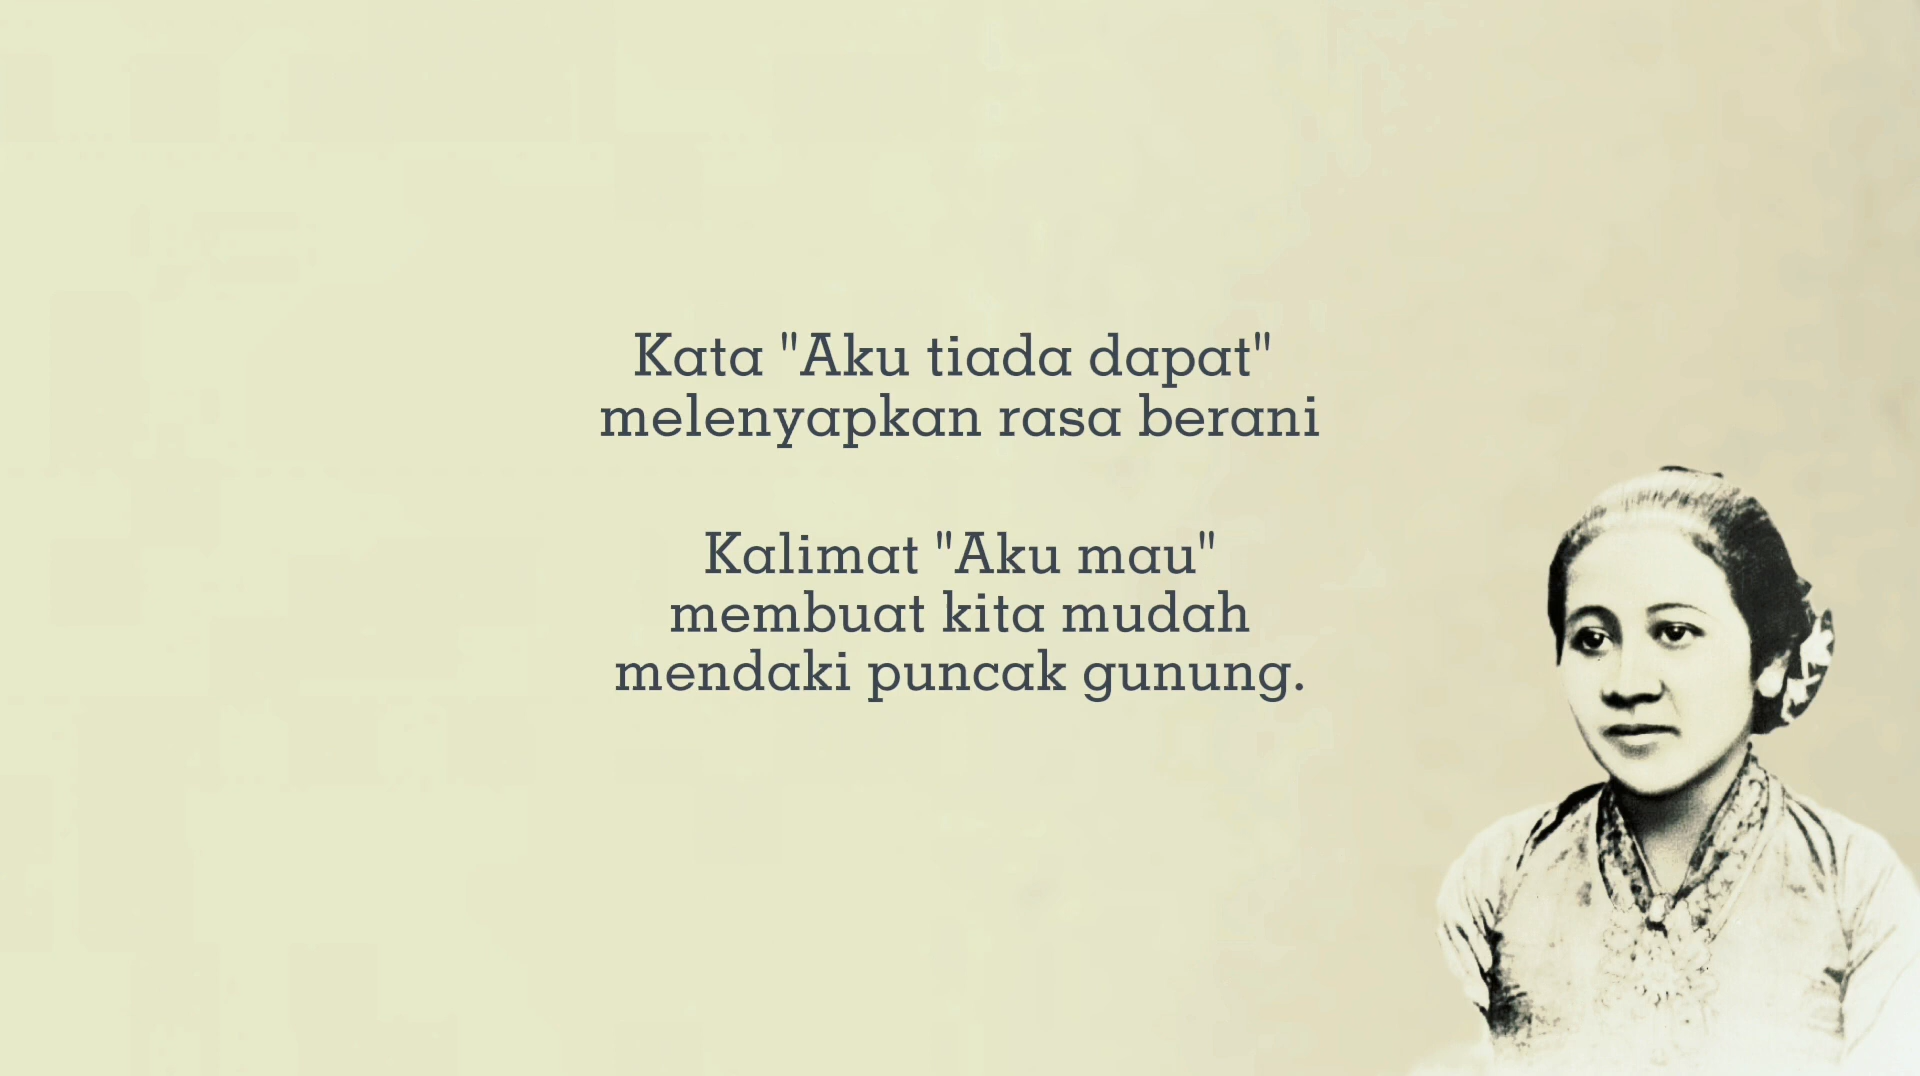 Kata "Aku tiada dapat"
melenyapkan rasa berani
Kalimat "Aku mau"
membuat kita mudah
mendaki puncak gunung.